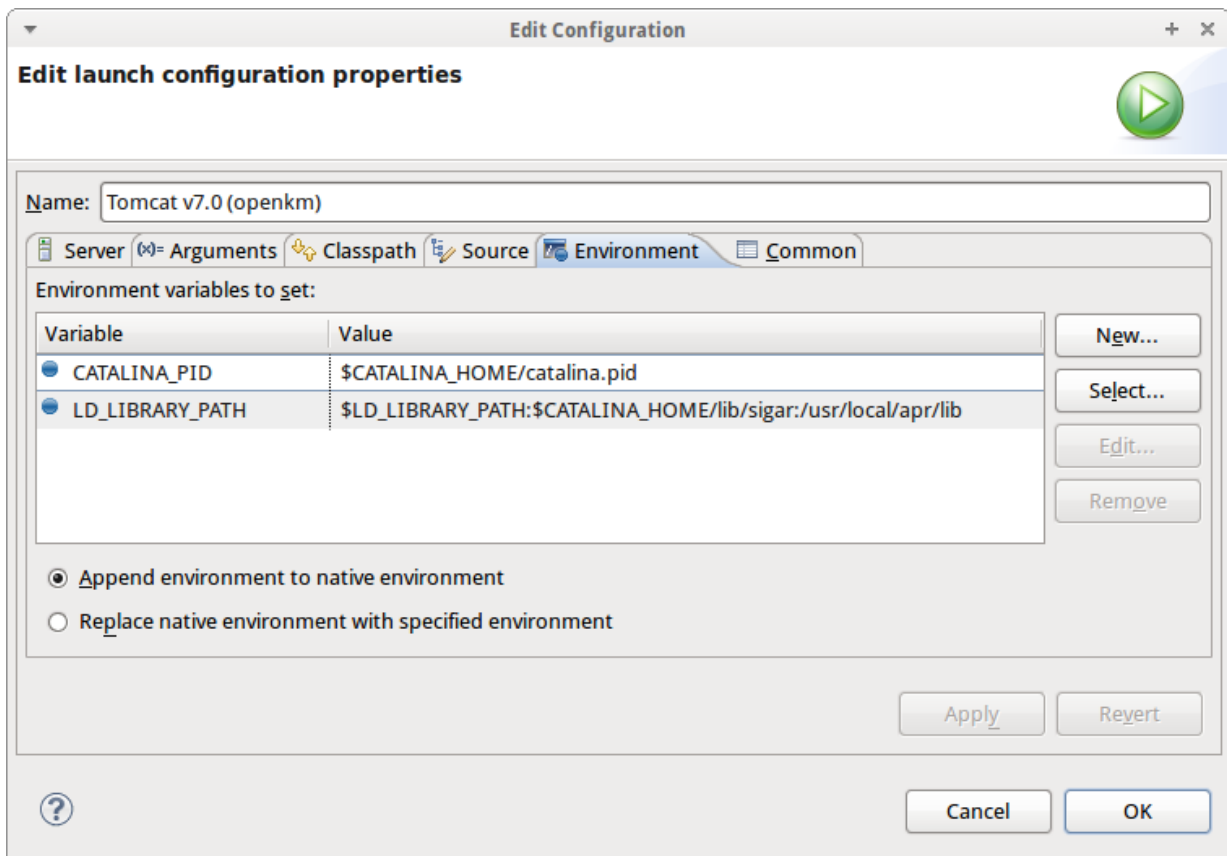 Edit Configuration
Edit launch configuration properties
Name: Tomcat v7.0 (openkm)
Server (x)= Arguments Classpath Source Environment Common
Environment variables to set:
Variable Value
CATALINA_PID $CATALINA_HOME/catalina.pid
LD_LIBRARY_PATH $LD_LIBRARY_PATH:$CATALINA_HOME/lib/sigar:/usr/local/apr/lib
New...
Select...
Edit...
Remove
Append environment to native environment
Replace native environment with specified environment
Apply Revert
? Cancel OK